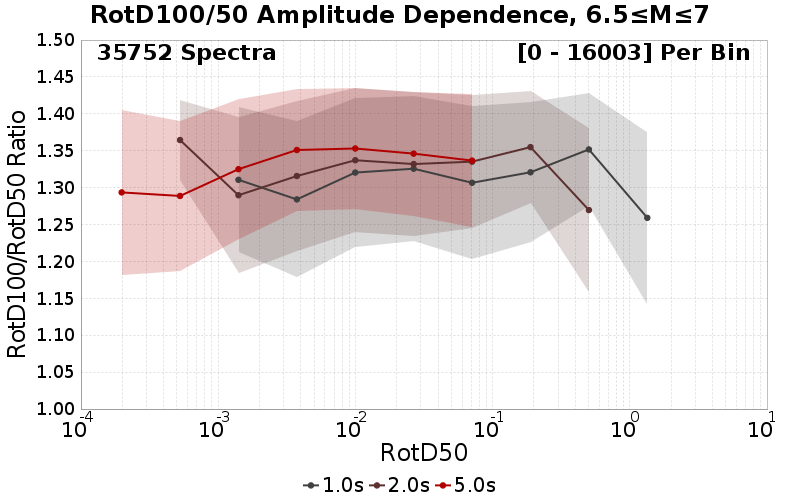 RotD100/50 Amplitude Dependence, 6.5≤M≤7
35752 Spectra
[0 - 16003] Per Bin
RotD100/RotD50 Ratio
1.50
1.45
1.40
1.35
1.30
1.25
1.20
1.15
1.10
1.05
1.00
10^-4 10^-3 10^-2 10^-1 10^0 10^1
RotD50
1.0s 2.0s 5.0s